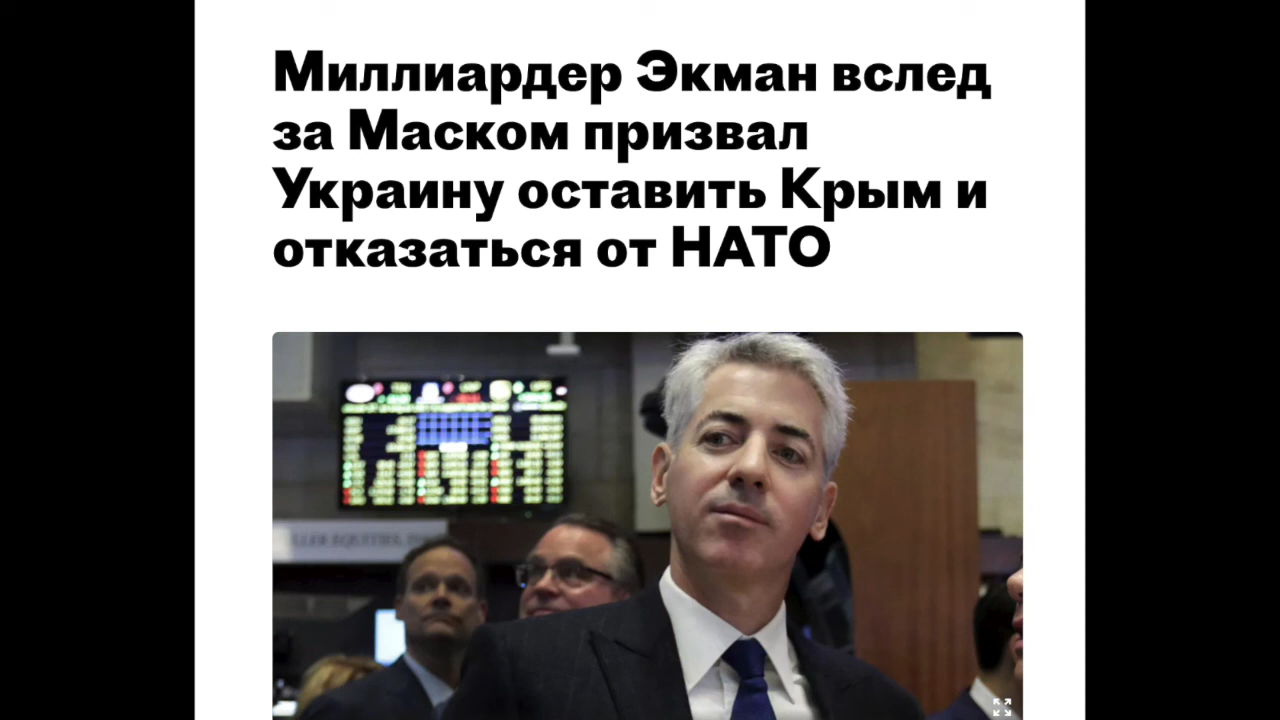 Миллиардер Экман вслед
за Маском призвал
Украину оставить Крым и
отказаться от НАТО